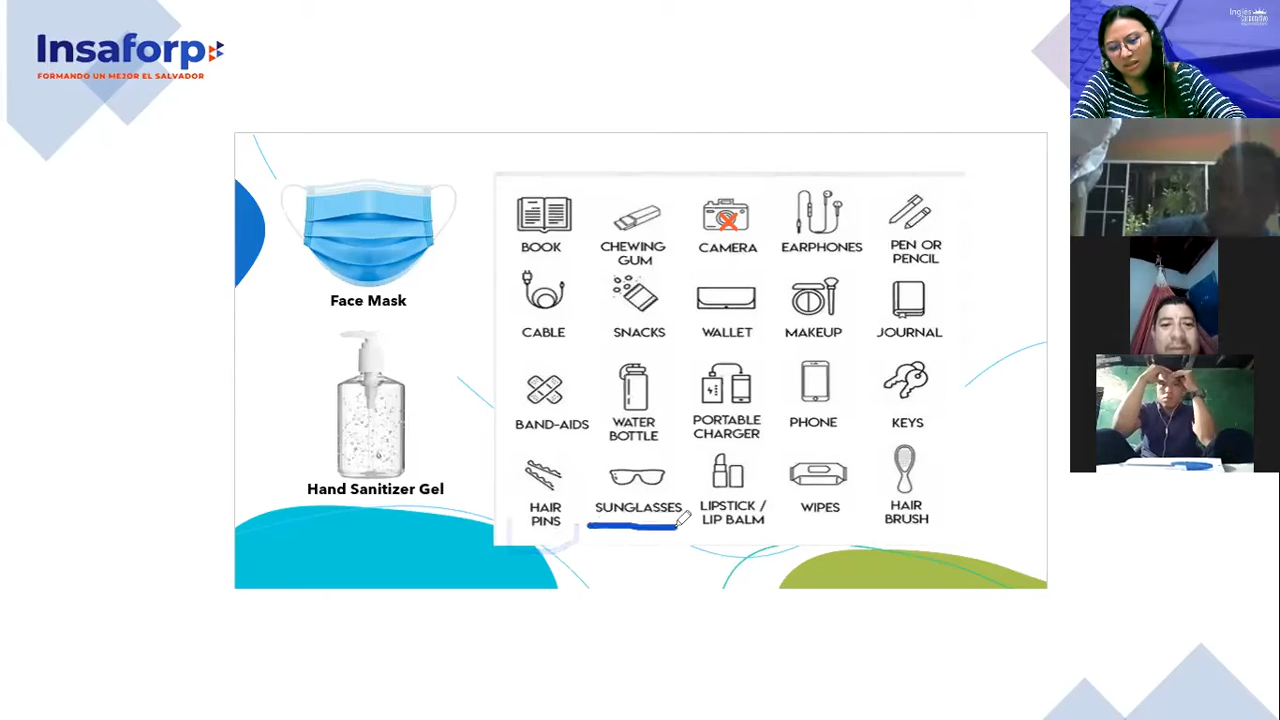 Insaforp
FORMANDO UN MEJOR EL SALVADOR
Inglés
corporativo
Face Mask
Hand Sanitizer Gel
BOOK
CHEWING
GUM
CAMERA
EARPHONES
PEN OR
PENCIL
CABLE
SNACKS
WALLET
MAKEUP
JOURNAL
BAND-AIDS
WATER
BOTTLE
PORTABLE
CHARGER
PHONE
KEYS
HAIR
PINS
SUNGLASSES
LIPSTICK /
LIP BALM
WIPES
HAIR
BRUSH